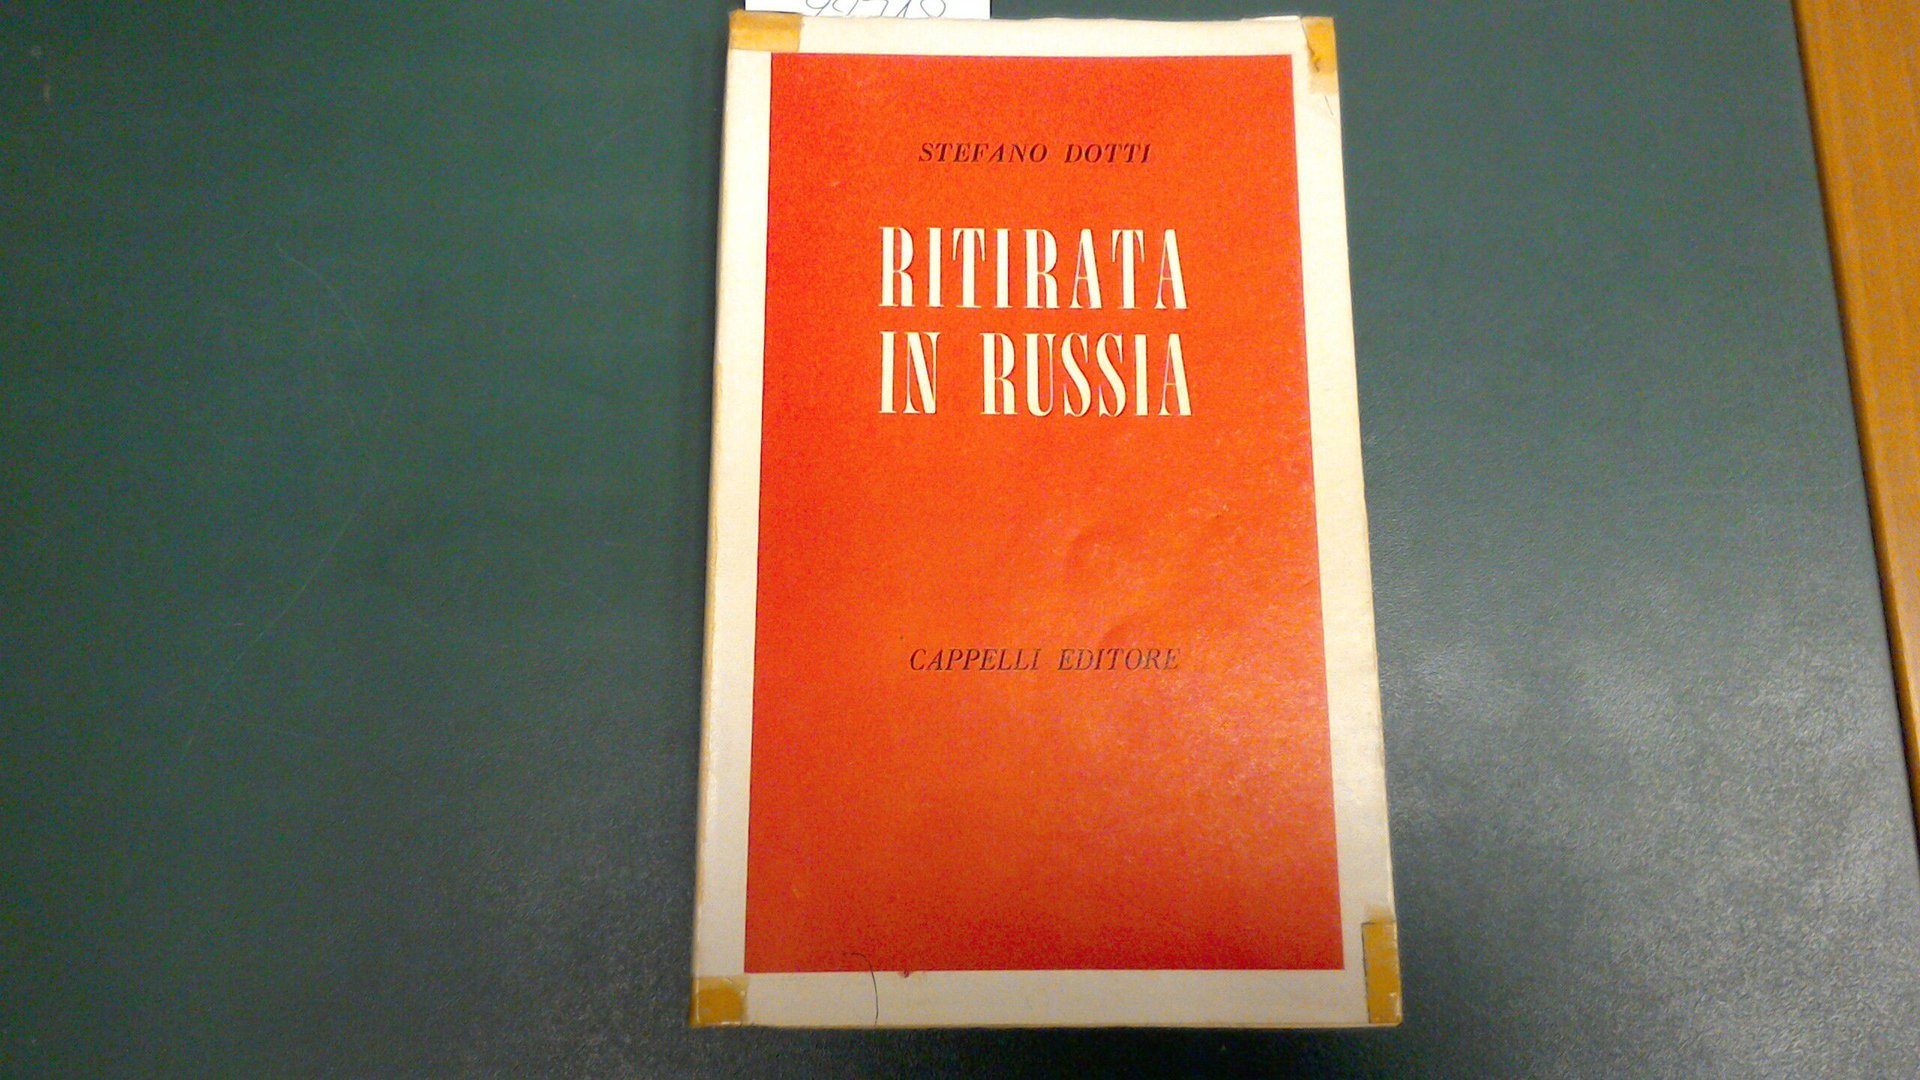 STEFANO DOTTI
RITIRATA
IN RUSSIA
CAPPELLI EDITORE